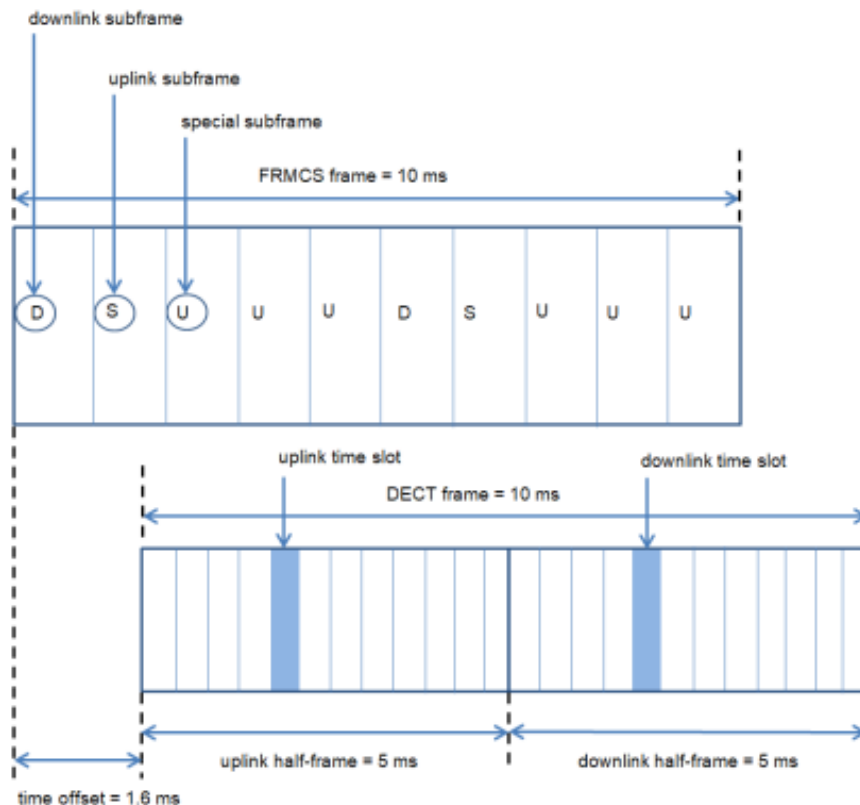 downlink subframe
uplink subframe
special subframe
FRMCS frame = 10 ms
D S U U U D S U U U
uplink time slot
downlink time slot
DECT frame = 10 ms
uplink half-frame = 5 ms
downlink half-frame = 5 ms
time offset = 1.6 ms